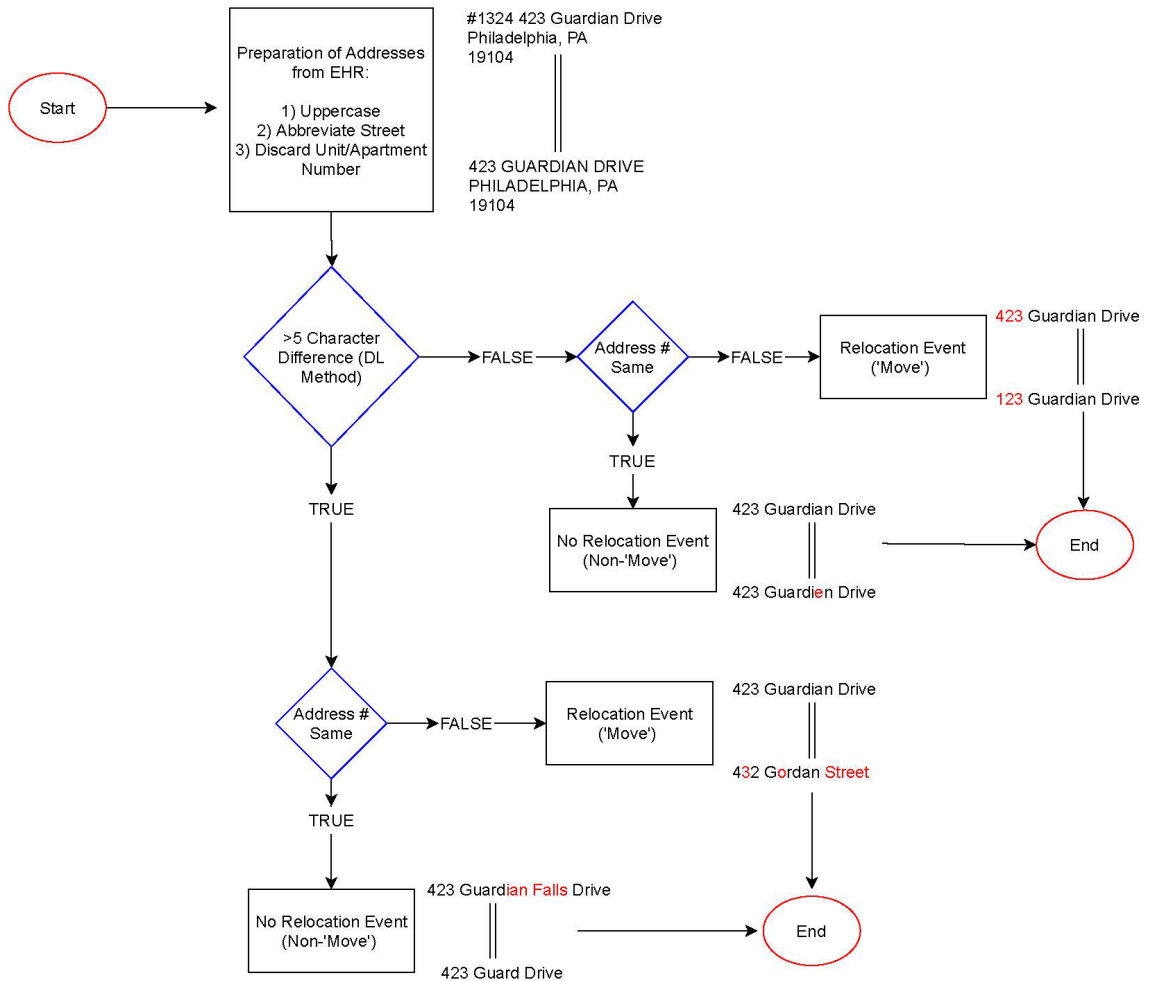 Start
Preparation of Addresses
from EHR:
1) Uppercase
2) Abbreviate Street
3) Discard Unit/Apartment
Number
#1324 423 Guardian Drive
Philadelphia, PA
19104
423 GUARDIAN DRIVE
PHILADELPHIA, PA
19104
>5 Character
Difference (DL
Method)
FALSE
Address #
Same
FALSE
Relocation Event
('Move')
423 Guardian Drive
123 Guardian Drive
TRUE
TRUE
No Relocation Event
(Non-'Move')
423 Guardian Drive
423 Guardien Drive
End
Address #
Same
FALSE
Relocation Event
('Move')
423 Guardian Drive
432 Gordan Street
TRUE
No Relocation Event
(Non-'Move')
423 Guardian Falls Drive
423 Guard Drive
End